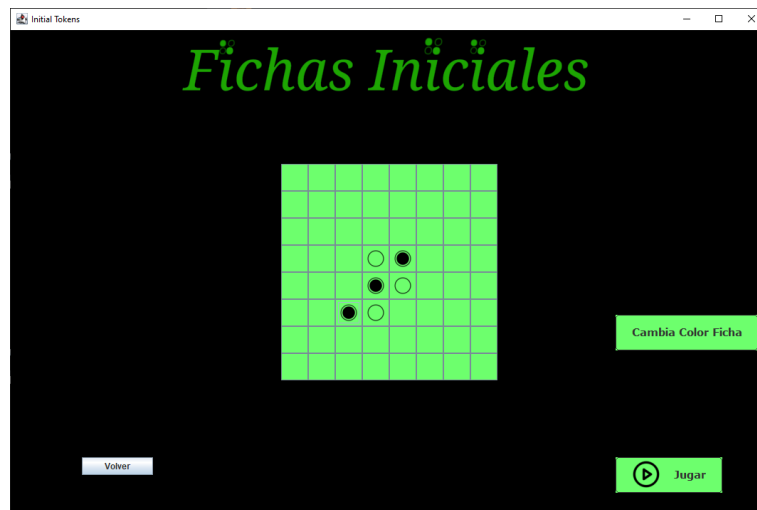 Initial Tokens
Fichas Iniciales
Cambia Color Ficha
Volver
Jugar